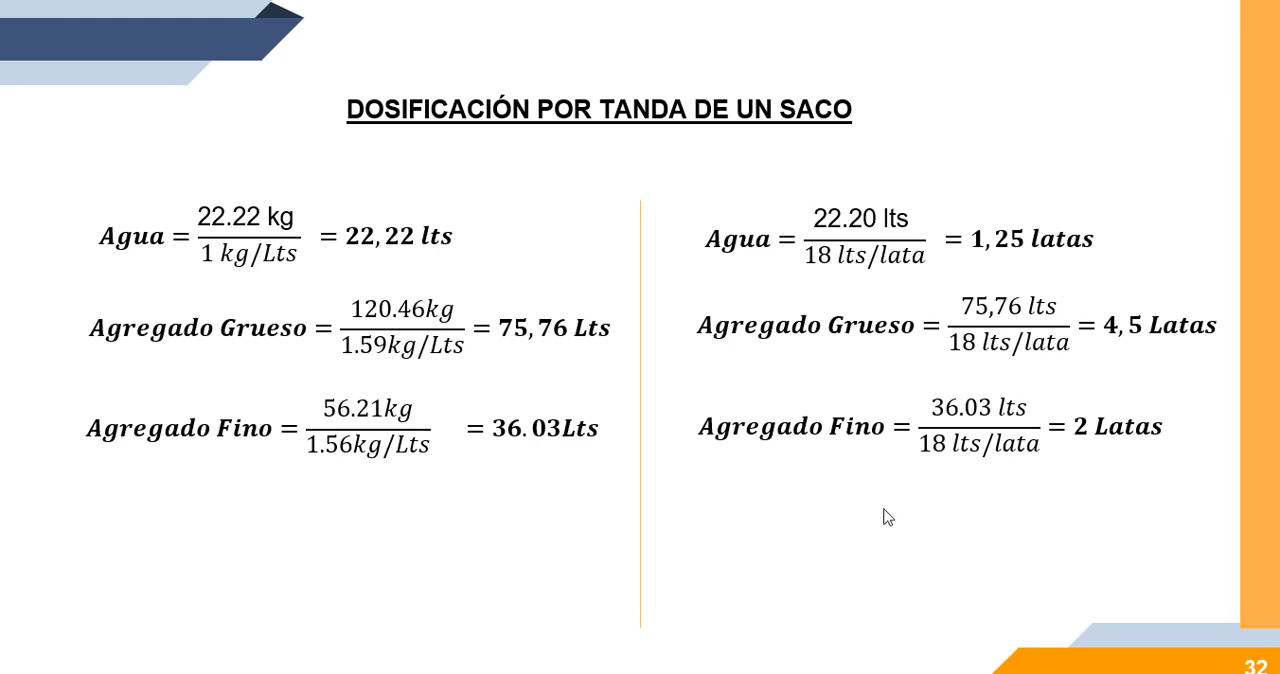 DOSIFICACIÓN POR TANDA DE UN SACO
Agua = 22.22 kg / 1 kg/Lts = 22,22 lts
Agregado Grueso = 120.46kg / 1.59kg/Lts = 75,76 Lts
Agregado Fino = 56.21kg / 1.56kg/Lts = 36.03Lts
Agua = 22.20 lts / 18 lts/lata = 1,25 latas
Agregado Grueso = 75,76 lts / 18 lts/lata = 4,5 Latas
Agregado Fino = 36.03 lts / 18 lts/lata = 2 Latas
32